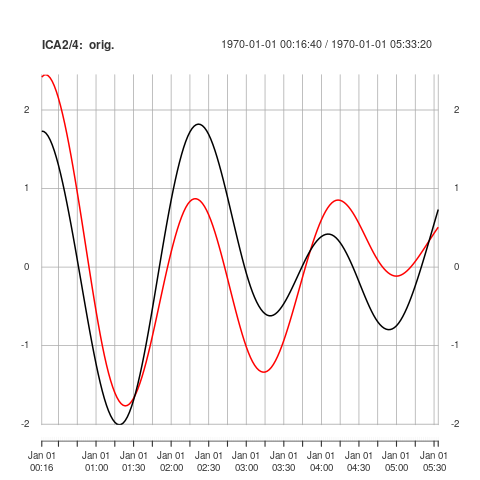 ICA2/4:  orig. 1970-01-01 00:16:40 / 1970-01-01 05:33:20
2 2
1 1
0 0
-1 -1
-2 -2
Jan 01 Jan 01 Jan 01 Jan 01 Jan 01 Jan 01 Jan 01 Jan 01 Jan 01 Jan 01 Jan 01
00:16 01:00 01:30 02:00 02:30 03:00 03:30 04:00 04:30 05:00 05:30